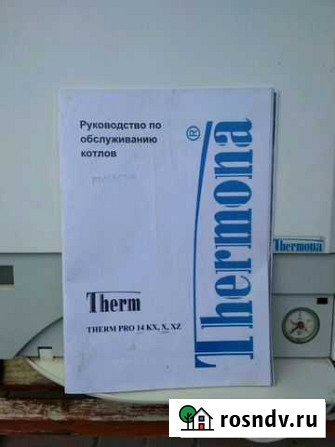 Руководство по
обслуживанию
котлов
Thermona®
Therm
THERM PRO 14 KX, X, XZ
Thermona
rosndv.ru